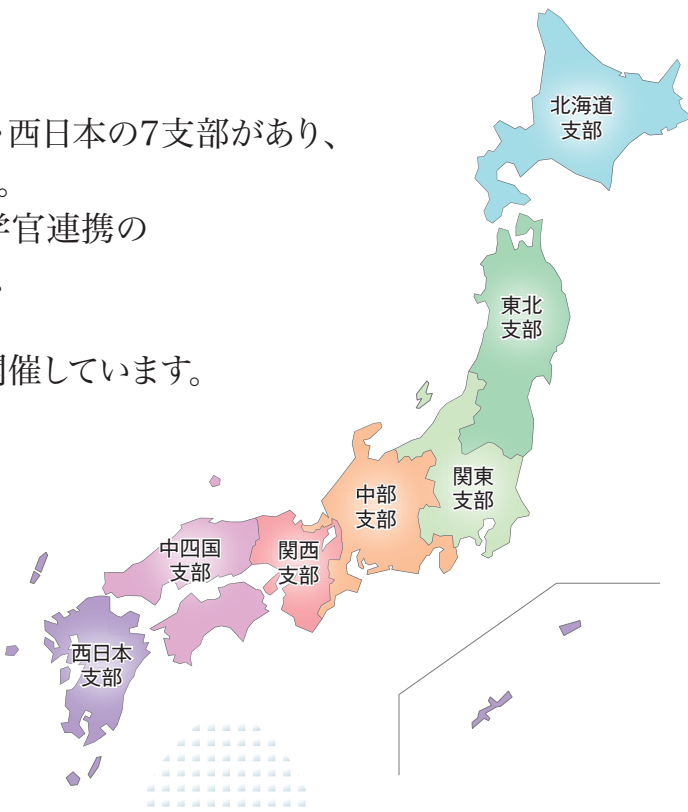 西日本の7支部があり、
。
学官連携の
開催しています。
北海道
支部
東北
支部
関東
支部
中部
支部
関西
支部
中四国
支部
西日本
支部